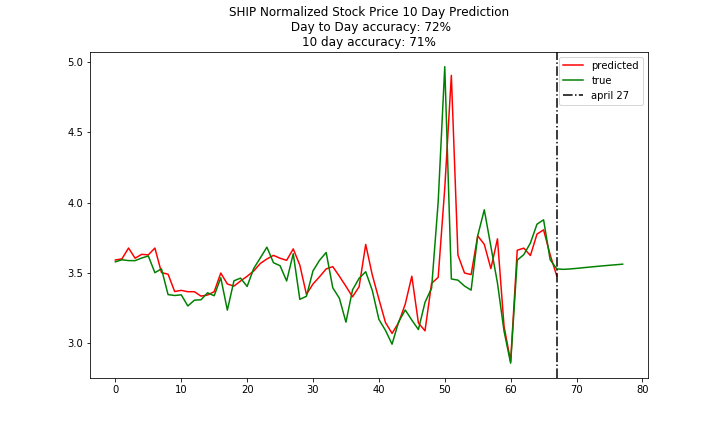 SHIP Normalized Stock Price 10 Day Prediction
Day to Day accuracy: 72%
10 day accuracy: 71%
predicted
true
april 27
5.0
4.5
4.0
3.5
3.0
0 10 20 30 40 50 60 70 80